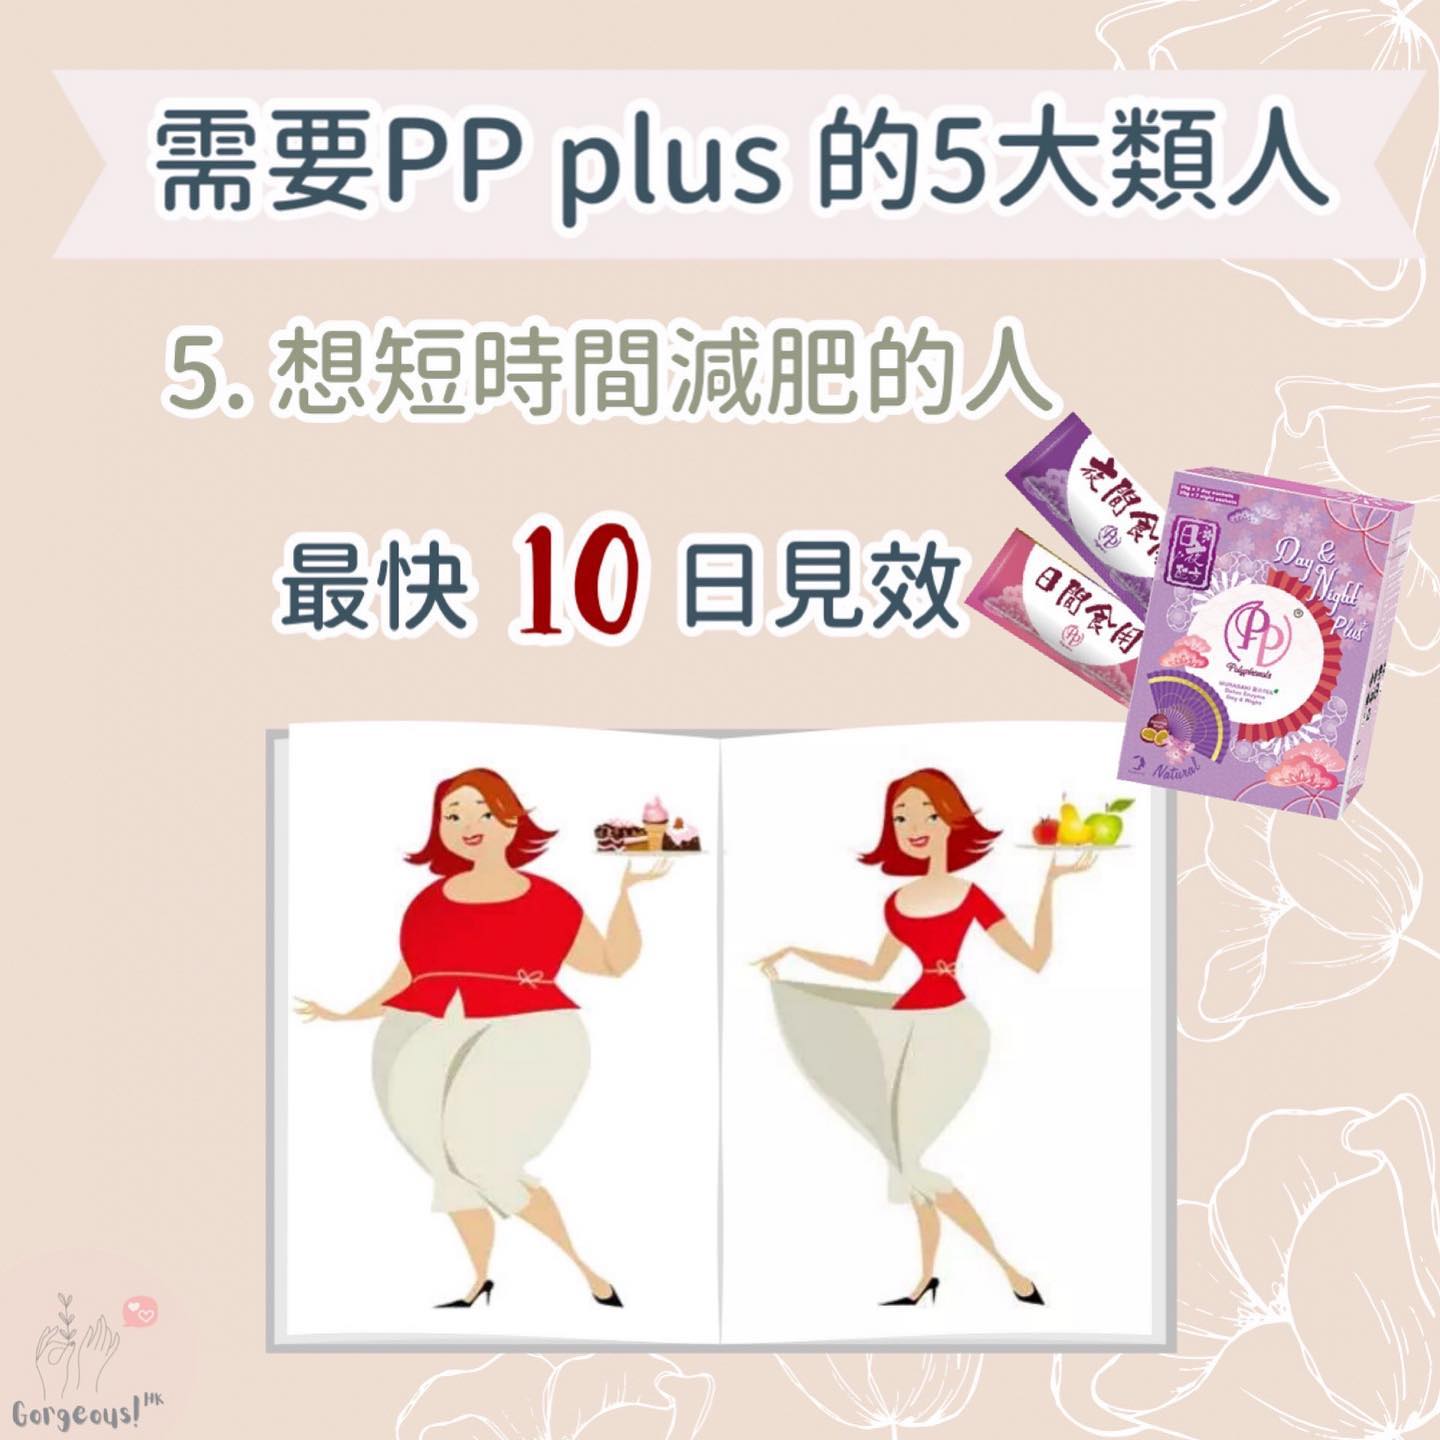 需要PP plus 的5大類人
5. 想短時間減肥的人
最快 10 日見效
夜間食用
日間食用
Day &
Night
Plus
PP
Natural
Gorgeous! HK